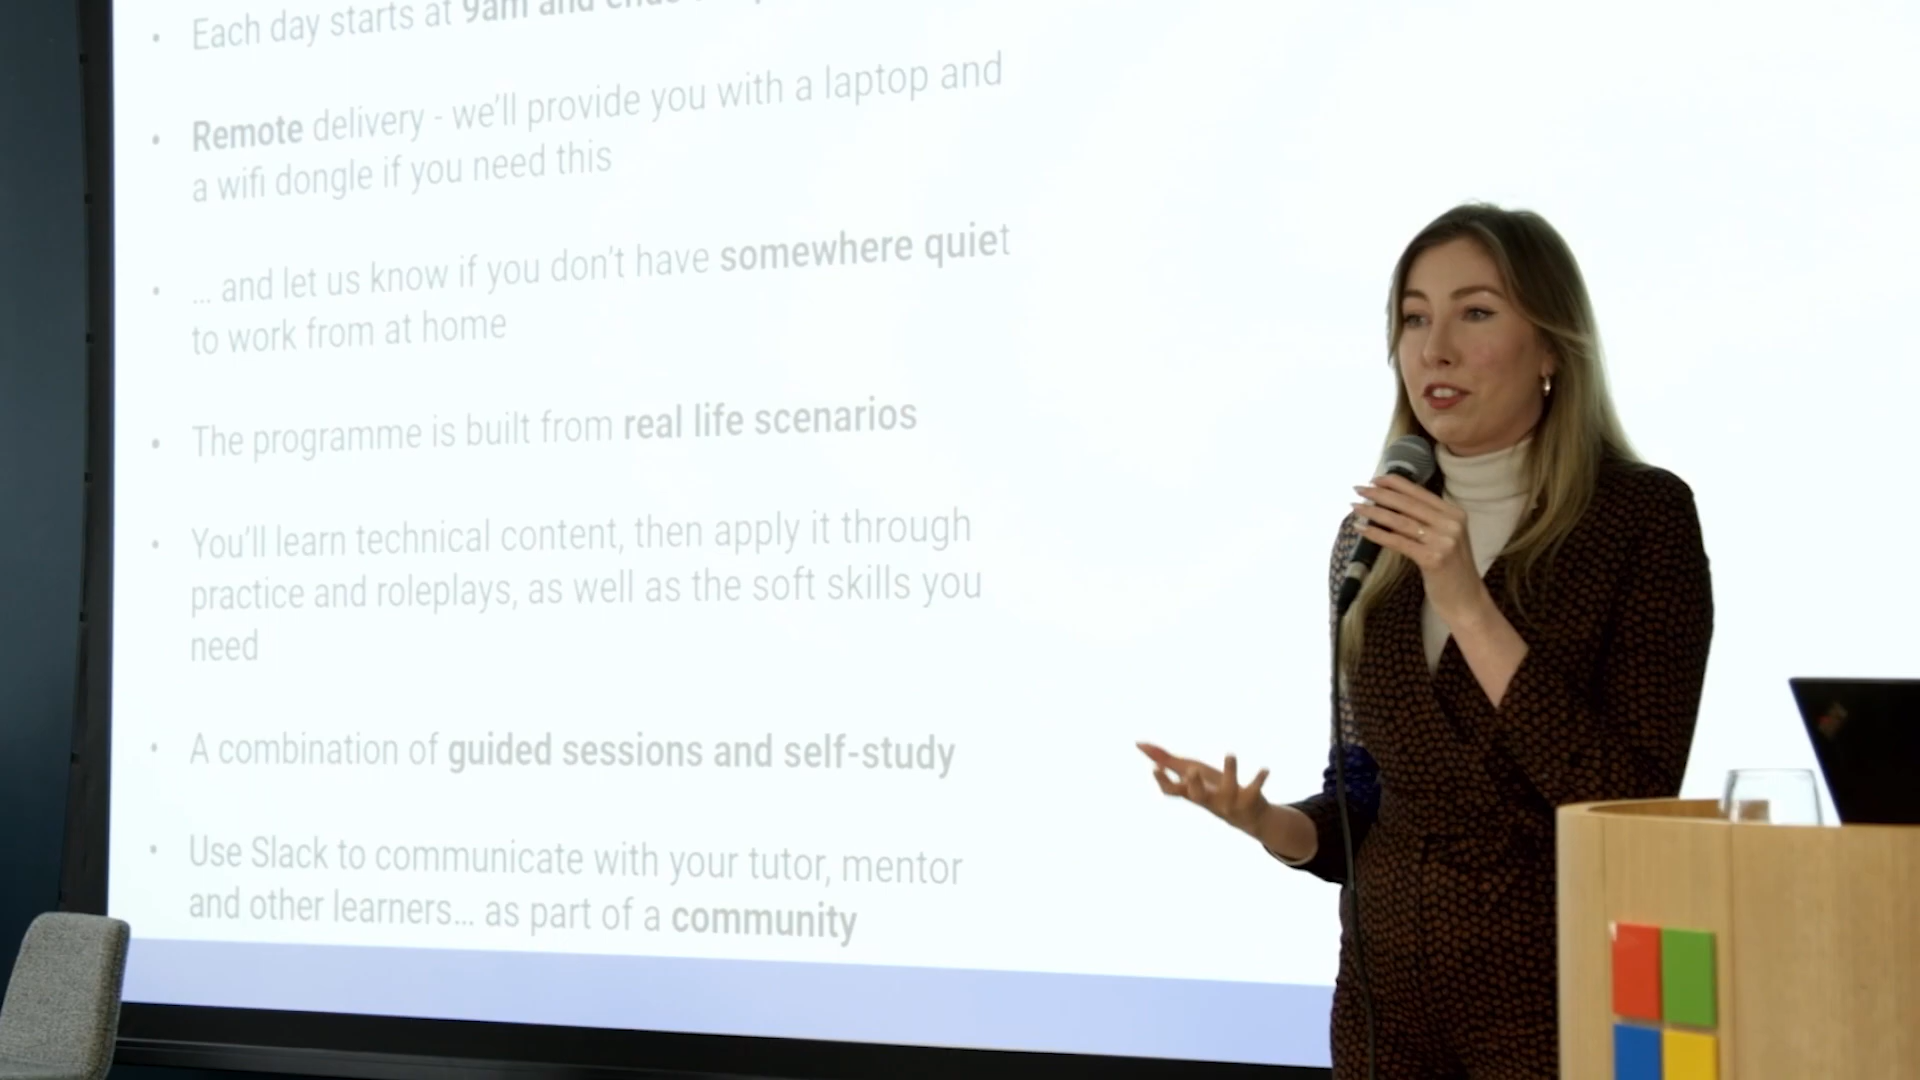 • Each day starts at 9am and ends
• Remote delivery - we'll provide you with a laptop and
a wifi dongle if you need this
• ... and let us know if you don't have somewhere quiet
to work from at home
• The programme is built from real life scenarios
• You'll learn technical content, then apply it through
practice and roleplays, as well as the soft skills you
need
• A combination of guided sessions and self-study
• Use Slack to communicate with your tutor, mentor
and other learners... as part of a community